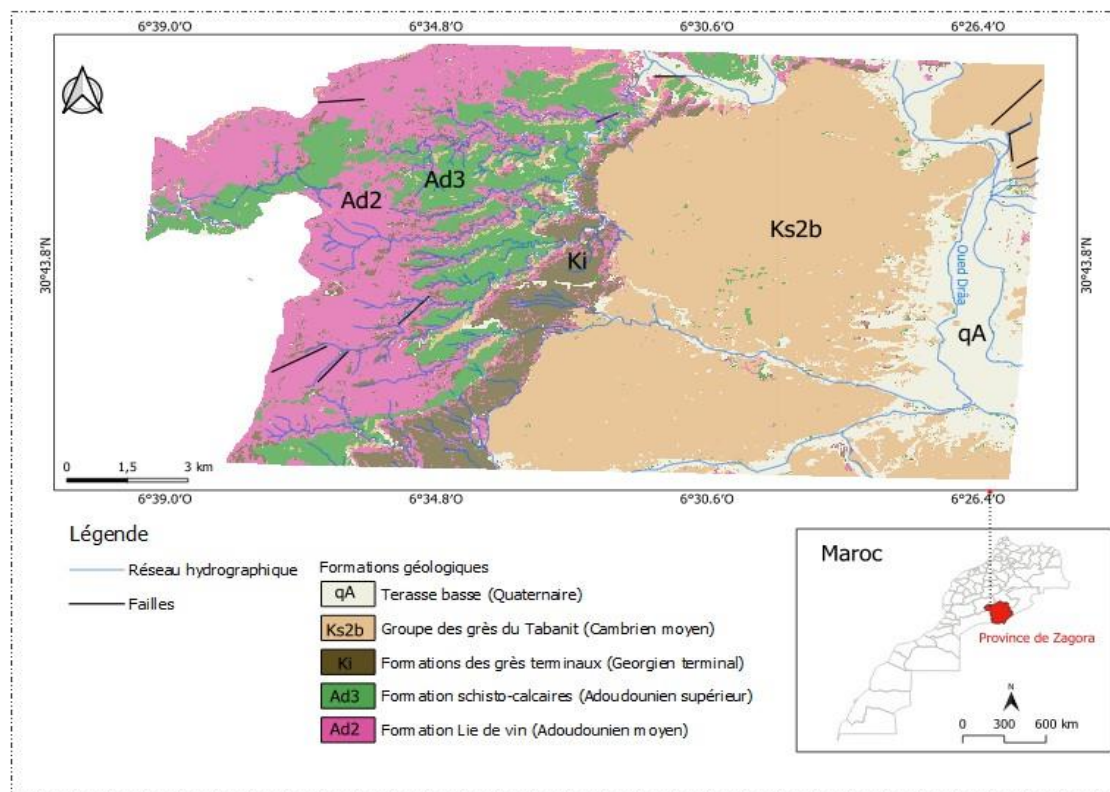 6°39.0'O 6°34.8'O 6°30.6'O 6°26.4'O
30°43.8'N
Ad3
Ad2
Ks2b
Ki
Oued Drâa
qA
30°43.8'N
0 1,5 3 km
6°39.0'O 6°34.8'O 6°30.6'O 6°26.4'O
Légende
Réseau hydrographique
Failles
Formations géologiques
qA Terasse basse (Quaternaire)
Ks2b Groupe des grès du Tabanit (Cambrien moyen)
Ki Formations des grès terminaux (Georgien terminal)
Ad3 Formation schisto-calcaires (Adoudounien supérieur)
Ad2 Formation Lie de vin (Adoudounien moyen)
Maroc
Province de Zagora
N
0 300 600 km